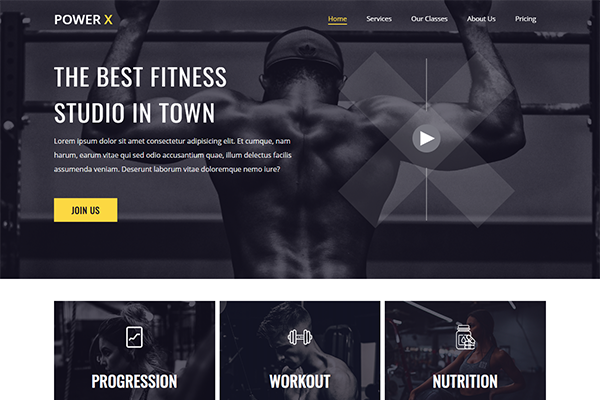 POWER X
Home Services Our Classes About Us Pricing
THE BEST FITNESS
STUDIO IN TOWN
Lorem ipsum dolor sit amet consectetur adipisicing elit. Et cumque, nam
harum, earum vitae qui sed odio accusantium quae, illum delectus facilis
assumenda veniam. Deserunt laborum vitae doloremque nemo iure?
JOIN US
PROGRESSION
WORKOUT
NUTRITION